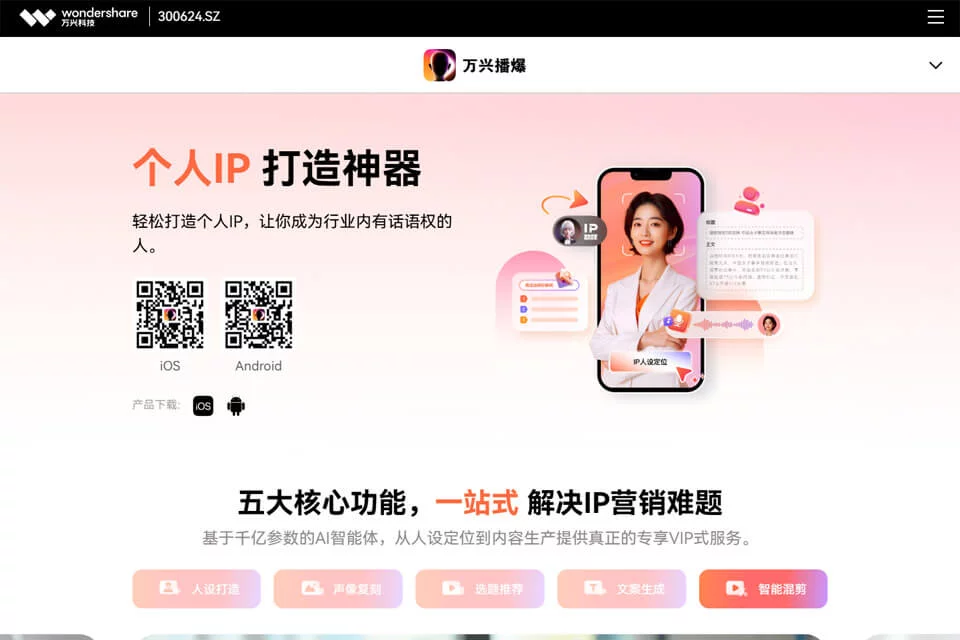 wondershare
万兴科技
300624.SZ
万兴播爆
个人IP 打造神器
轻松打造个人IP，让你成为行业内有话语权的
人。
iOS
Android
产品下载:
iOS
IP
标题
正文
IP人设定位
五大核心功能，一站式 解决IP营销难题
基于千亿参数的AI智能体，从人设定位到内容生产提供真正的专享VIP式服务。
人设打造
声像复刻
选题推荐
文案生成
智能混剪